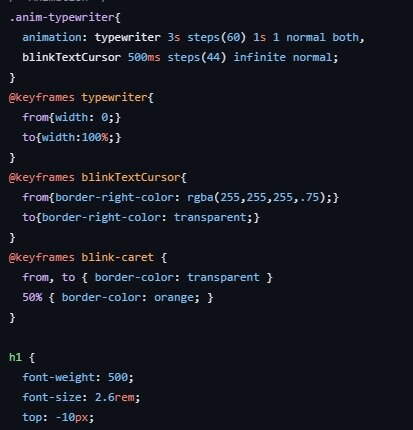 .anim-typewriter{
  animation: typewriter 3s steps(60) 1s 1 normal both,
  blinkTextCursor 500ms steps(44) infinite normal;
}
@keyframes typewriter{
  from{width: 0;}
  to{width:100%;}
}
@keyframes blinkTextCursor{
  from{border-right-color: rgba(255,255,255,.75);}
  to{border-right-color: transparent;}
}
@keyframes blink-caret {
  from, to { border-color: transparent }
  50% { border-color: orange; }
}

h1 {
  font-weight: 500;
  font-size: 2.6rem;
  top: -10px;